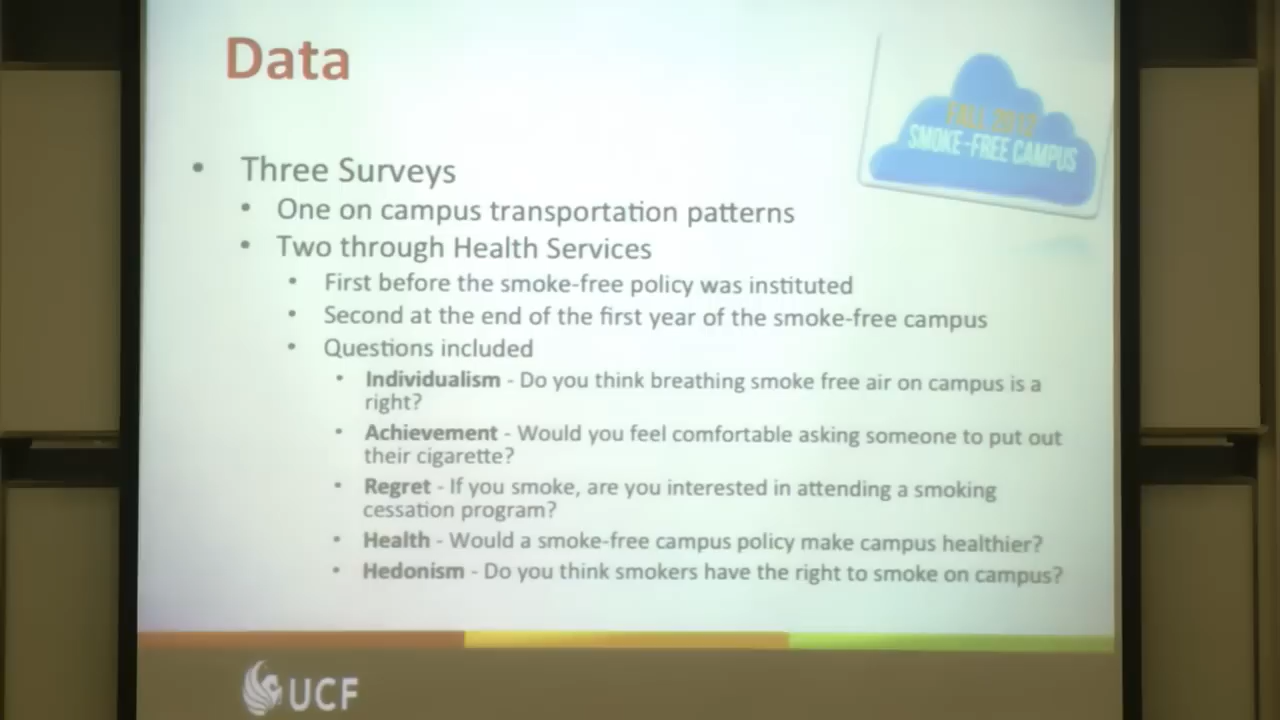 Data
FALL 2012
SMOKE-FREE CAMPUS
• Three Surveys
• One on campus transportation patterns
• Two through Health Services
• First before the smoke-free policy was instituted
• Second at the end of the first year of the smoke-free campus
• Questions included
• Individualism - Do you think breathing smoke free air on campus is a
right?
• Achievement - Would you feel comfortable asking someone to put out
their cigarette?
• Regret - If you smoke, are you interested in attending a smoking
cessation program?
• Health - Would a smoke-free campus policy make campus healthier?
• Hedonism - Do you think smokers have the right to smoke on campus?
UCF